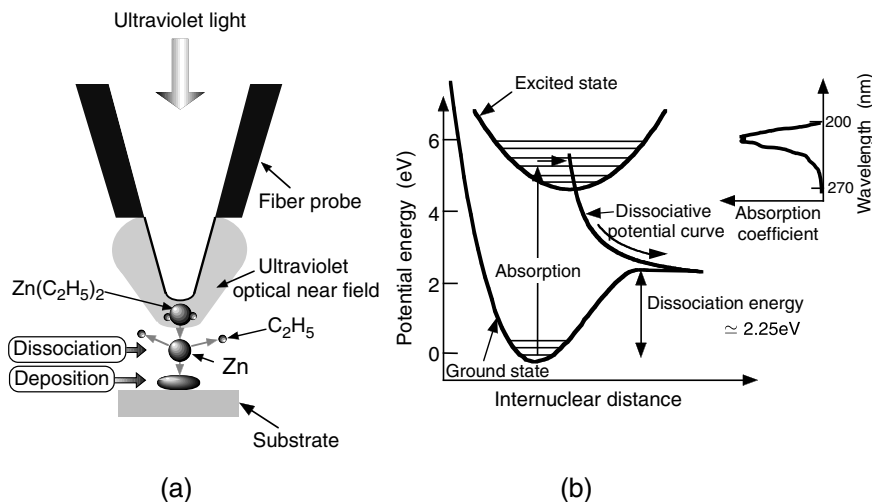 Ultraviolet light
Fiber probe
Ultraviolet
optical near field
Zn(C₂H₅)₂
C₂H₅
Dissociation
Zn
Deposition
Substrate
(a)
Potential energy (eV)
6
4
2
0
Excited state
Dissociative
potential curve
Absorption
Dissociation energy
≃ 2.25eV
Ground state
Internuclear distance
200
270
Wavelength (nm)
Absorption
coefficient
(b)